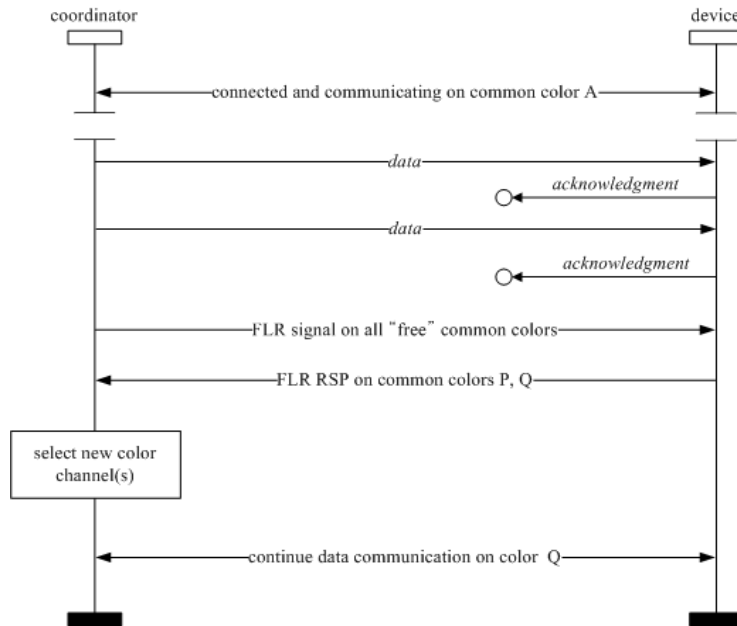 coordinator
device
connected and communicating on common color A
data
acknowledgment
data
acknowledgment
FLR signal on all “free” common colors
FLR RSP on common colors P, Q
select new color
channel(s)
continue data communication on color Q